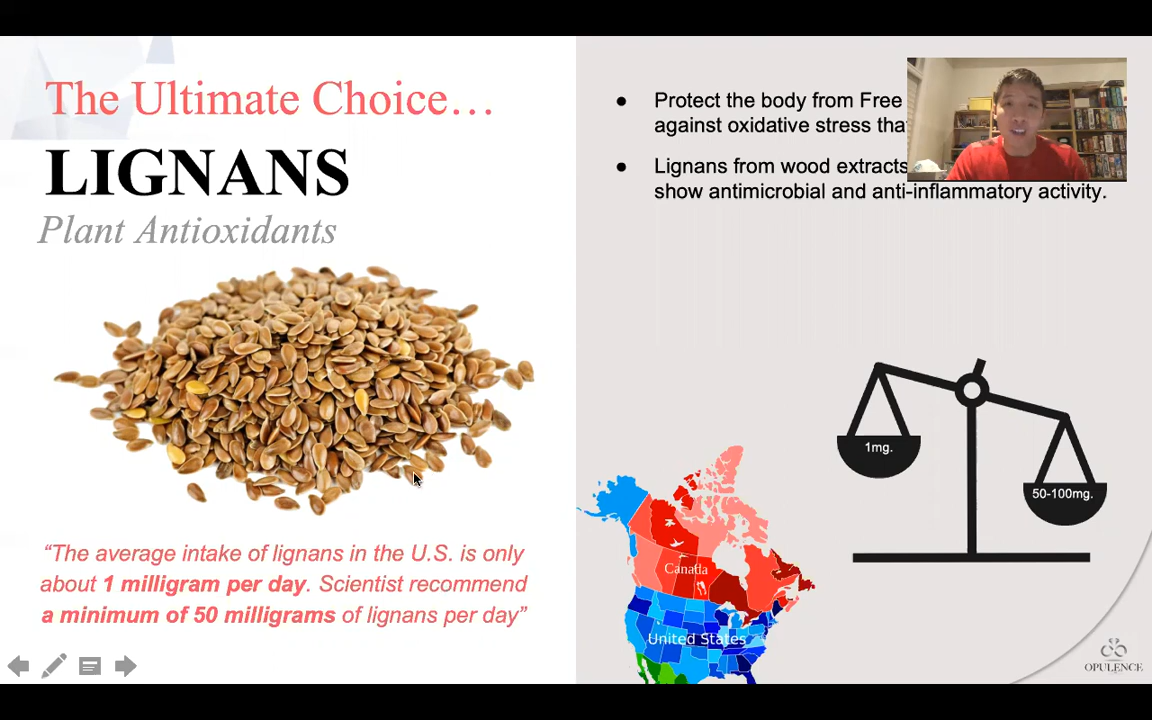 The Ultimate Choice…
LIGNANS
Plant Antioxidants
“The average intake of lignans in the U.S. is only
about 1 milligram per day. Scientist recommend
a minimum of 50 milligrams of lignans per day”
● Protect the body from Free
against oxidative stress
● Lignans from wood extracts
show antimicrobial and anti-inflammatory activity.
1mg.
50-100mg.
Canada
United States
OPULENCE